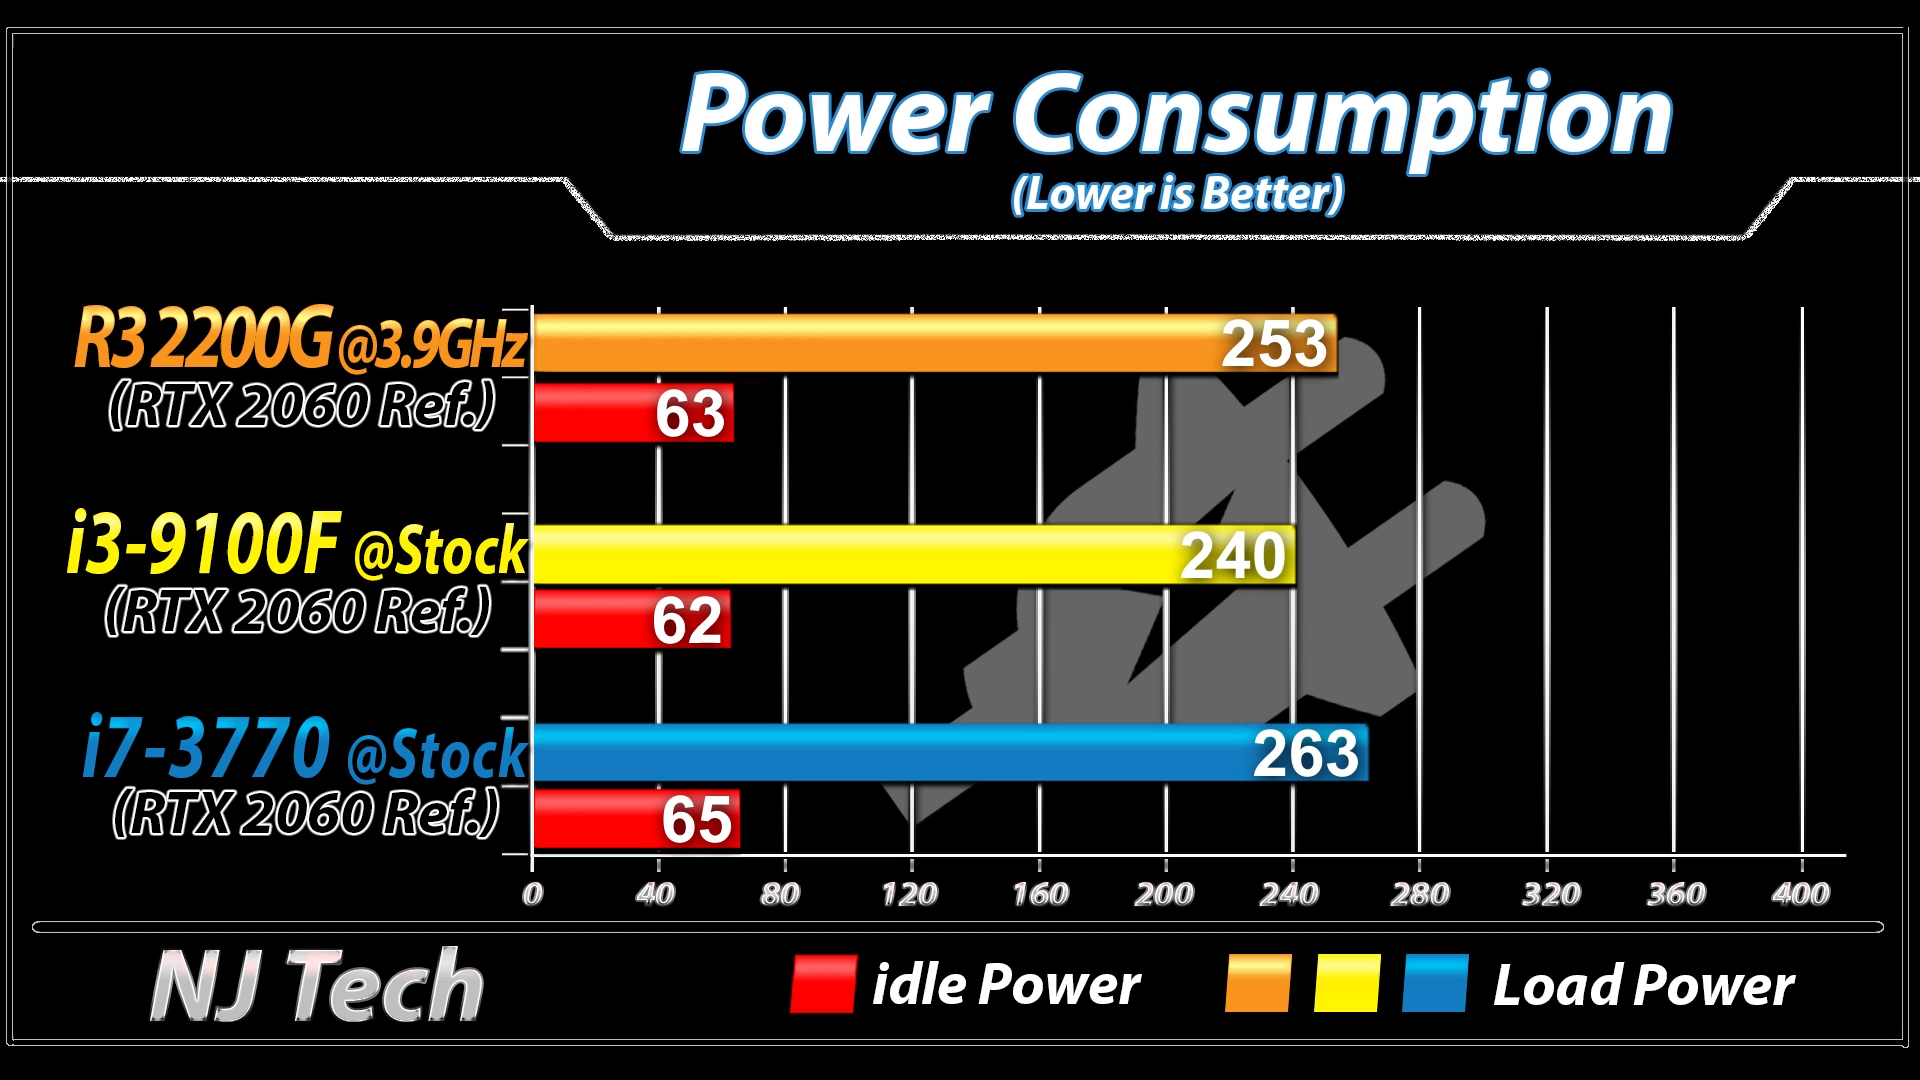 Power Consumption
(Lower is Better)
R3 2200G @3.9GHz
(RTX 2060 Ref.)
253
63
i3-9100F @Stock
(RTX 2060 Ref.)
240
62
i7-3770 @Stock
(RTX 2060 Ref.)
263
65
0 40 80 120 160 200 240 280 320 360 400
NJ Tech
idle Power
Load Power